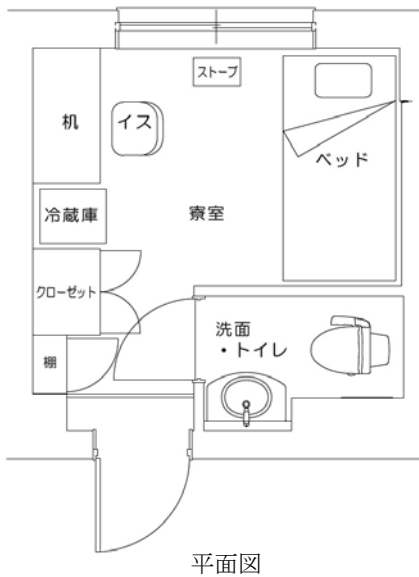 ストーブ
机
イス
ベッド
冷蔵庫
寮室
クローゼット
洗面
・トイレ
棚
平面図